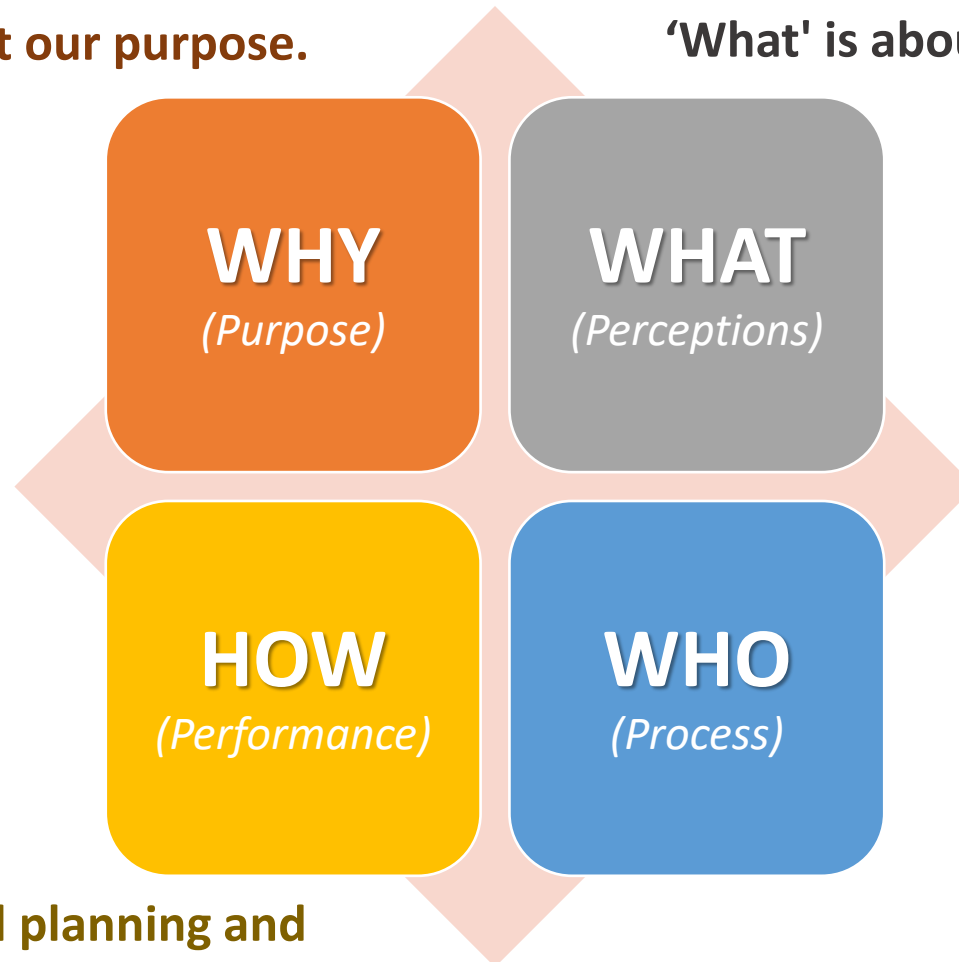 t our purpose.
‘What' is abou
WHY
(Purpose)
WHAT
(Perceptions)
HOW
(Performance)
WHO
(Process)
planning and